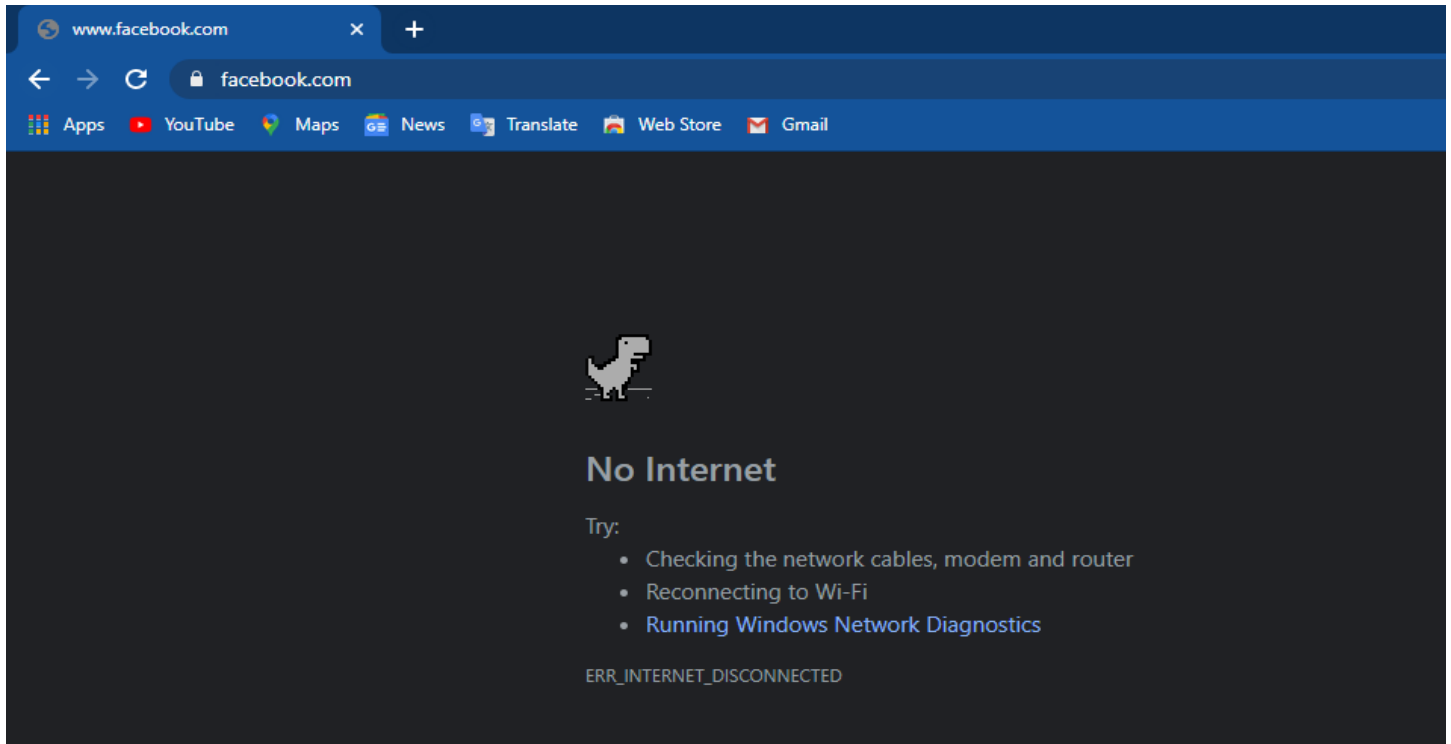 www.facebook.com
facebook.com
Apps YouTube Maps News Translate Web Store Gmail
No Internet
Try:
• Checking the network cables, modem and router
• Reconnecting to Wi-Fi
• Running Windows Network Diagnostics
ERR_INTERNET_DISCONNECTED